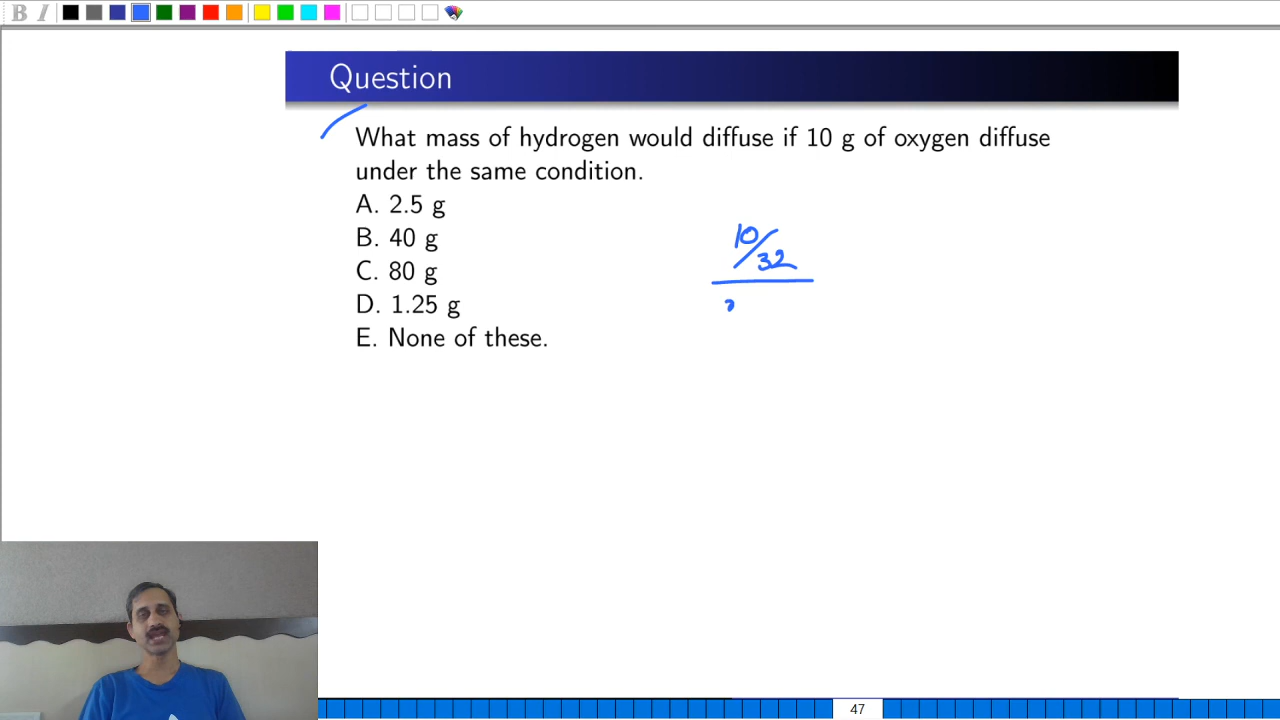 B I
Question
What mass of hydrogen would diffuse if 10 g of oxygen diffuse
under the same condition.
A. 2.5 g
B. 40 g
C. 80 g
D. 1.25 g
E. None of these.
10/32
47